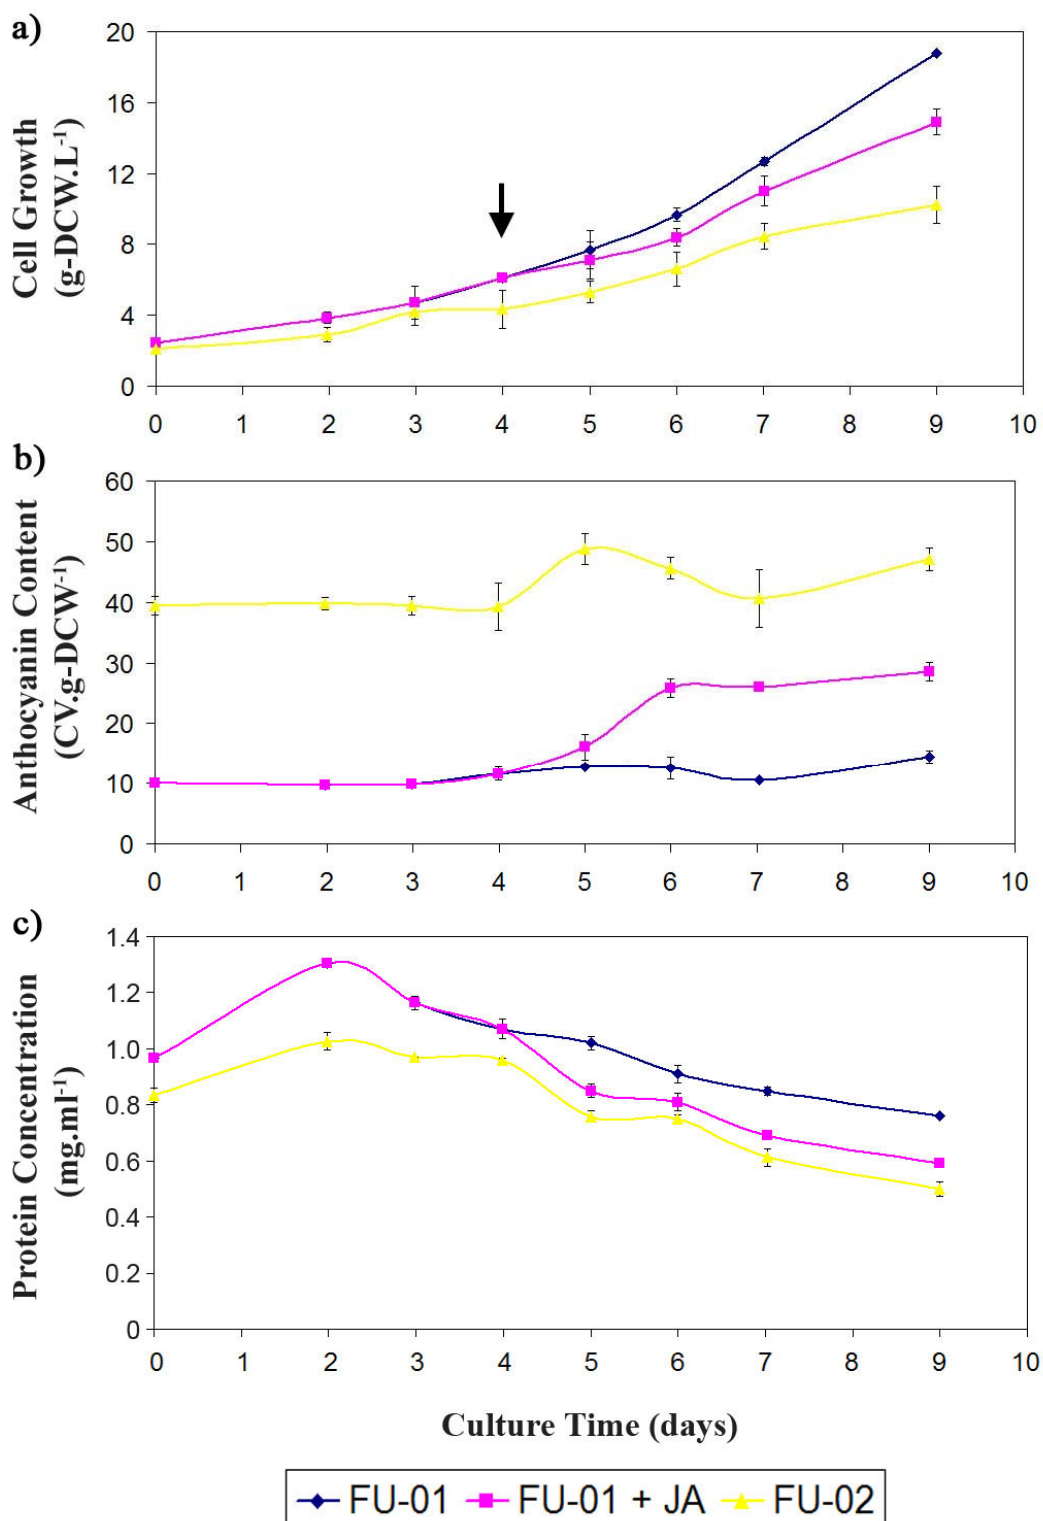 a)
Cell Growth
(g-DCW.L-1)
20
16
12
8
4
0
0 1 2 3 4 5 6 7 8 9 10
b)
Anthocyanin Content
(CV.g-DCW-1)
60
50
40
30
20
10
0
0 1 2 3 4 5 6 7 8 9 10
c)
Protein Concentration
(mg.ml-1)
1.4
1.2
1.0
0.8
0.6
0.4
0.2
0
0 1 2 3 4 5 6 7 8 9 10
Culture Time (days)
FU-01 FU-01 + JA FU-02